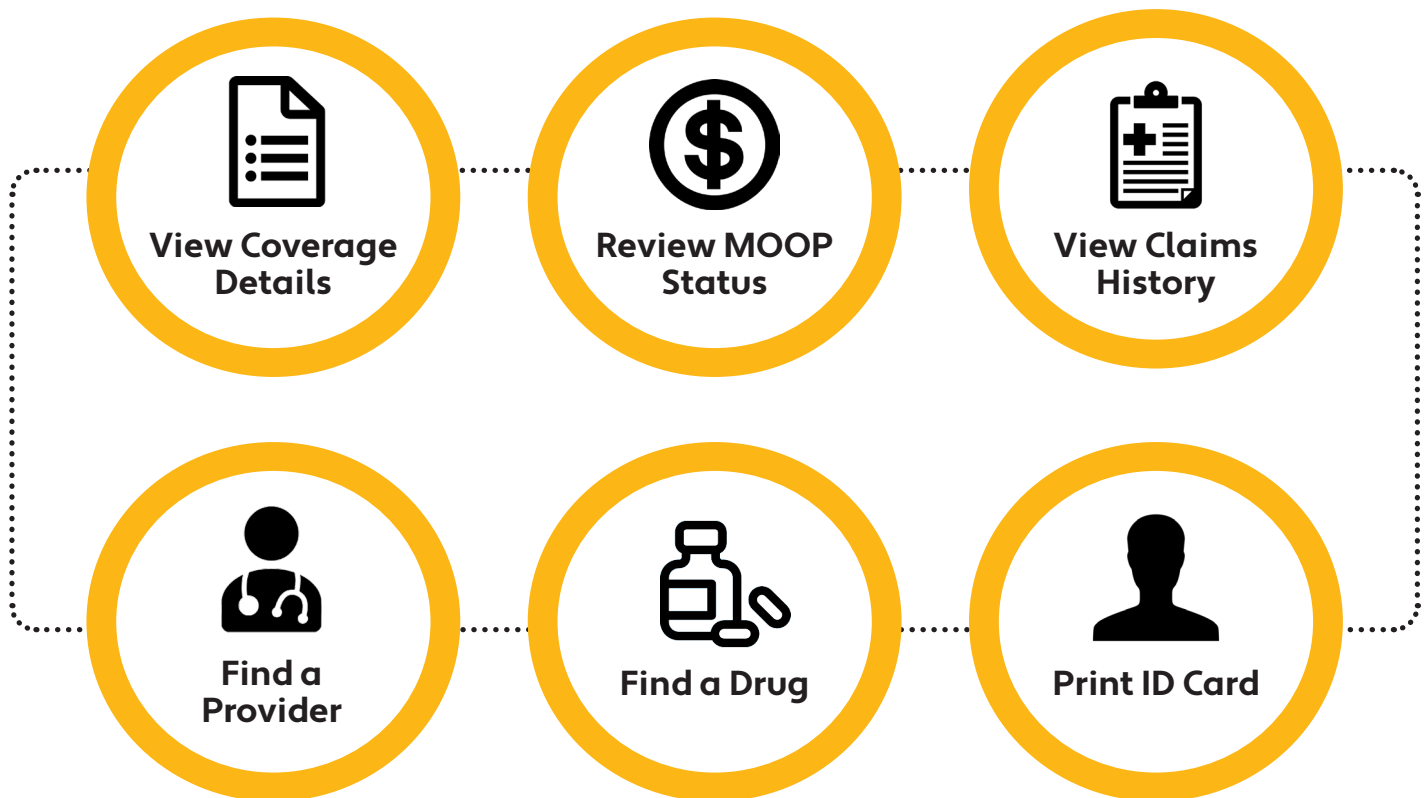 View Coverage
Details
Review MOOP
Status
View Claims
History
Find a
Provider
Find a Drug
Print ID Card